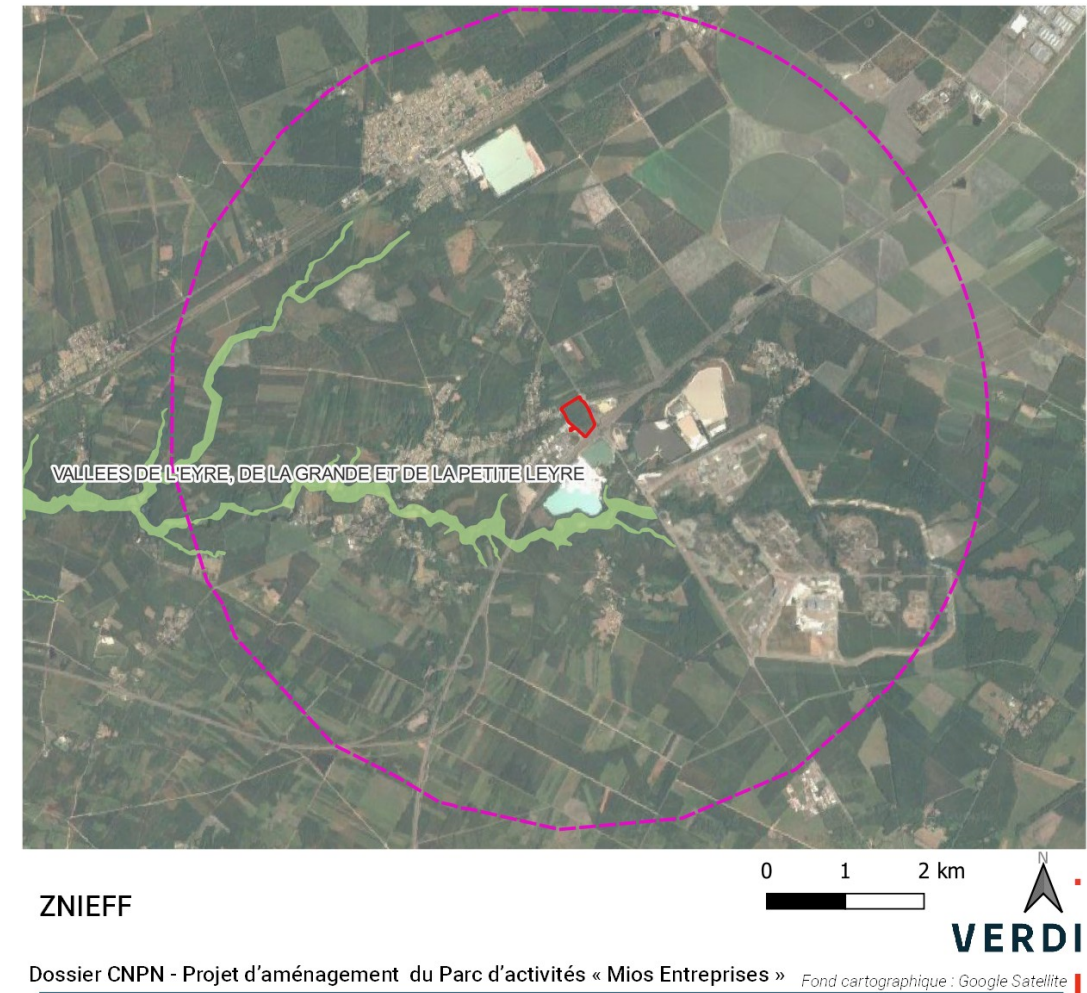 VALLEES DE L'EYRE, DE LA GRANDE ET DE LA PETITE LEYRE
0 1 2 km
N
ZNIEFF
VERDI
Dossier CNPN - Projet d'aménagement du Parc d'activités « Mios Entreprises » Fond cartographique : Google Satellite